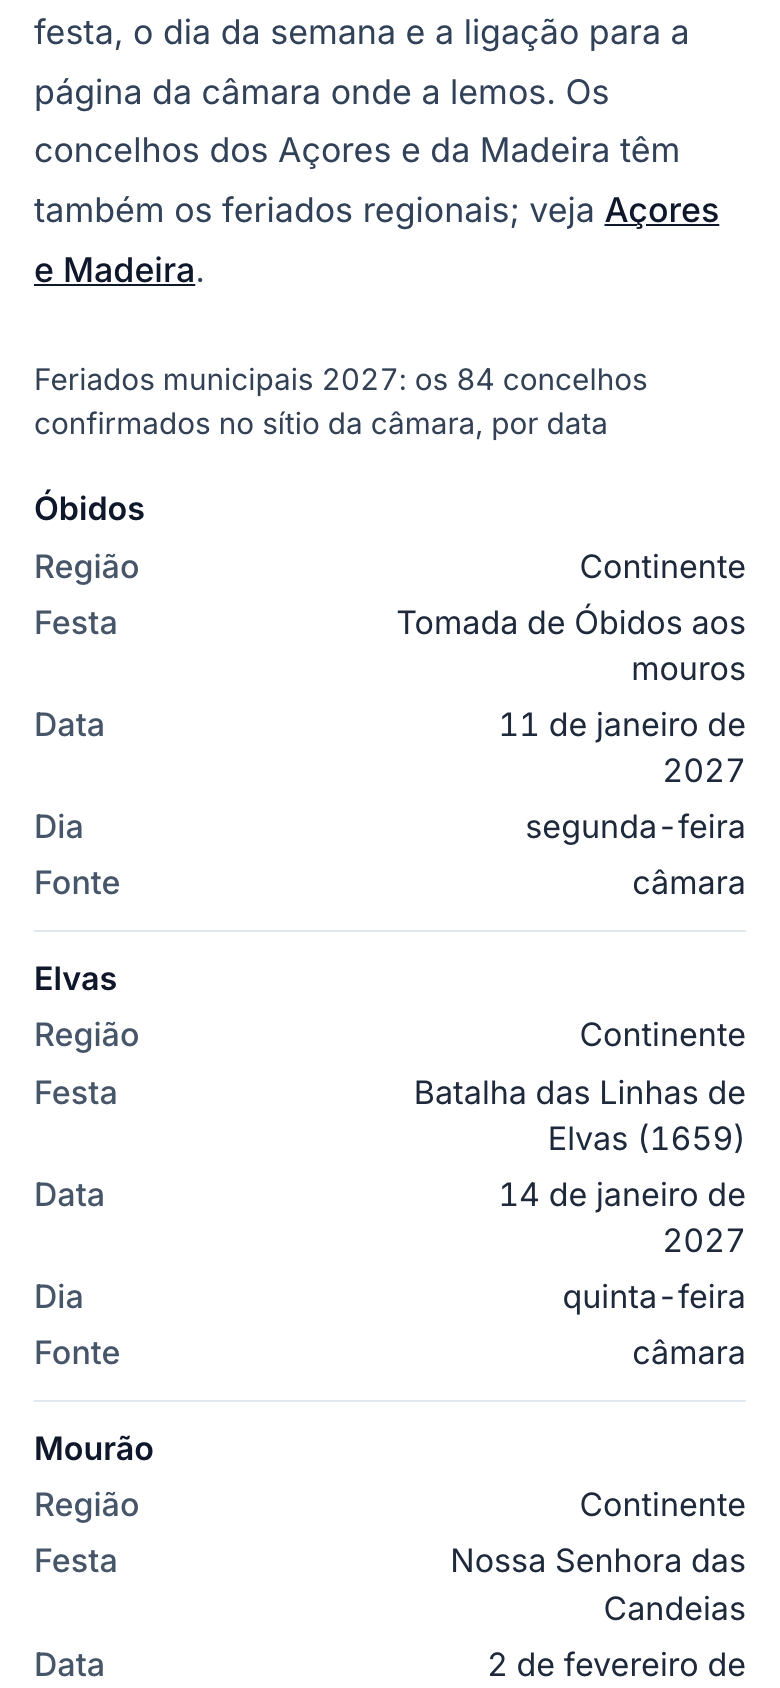 festa, o dia da semana e a ligação para a
página da câmara onde a lemos. Os
concelhos dos Açores e da Madeira têm
também os feriados regionais; veja Açores
e Madeira.
Feriados municipais 2027: os 84 concelhos
confirmados no sítio da câmara, por data
Óbidos
Região Continente
Festa Tomada de Óbidos aos
mouros
Data 11 de janeiro de
2027
Dia segunda-feira
Fonte câmara
Elvas
Região Continente
Festa Batalha das Linhas de
Elvas (1659)
Data 14 de janeiro de
2027
Dia quinta-feira
Fonte câmara
Mourão
Região Continente
Festa Nossa Senhora das
Candeias
Data 2 de fevereiro de